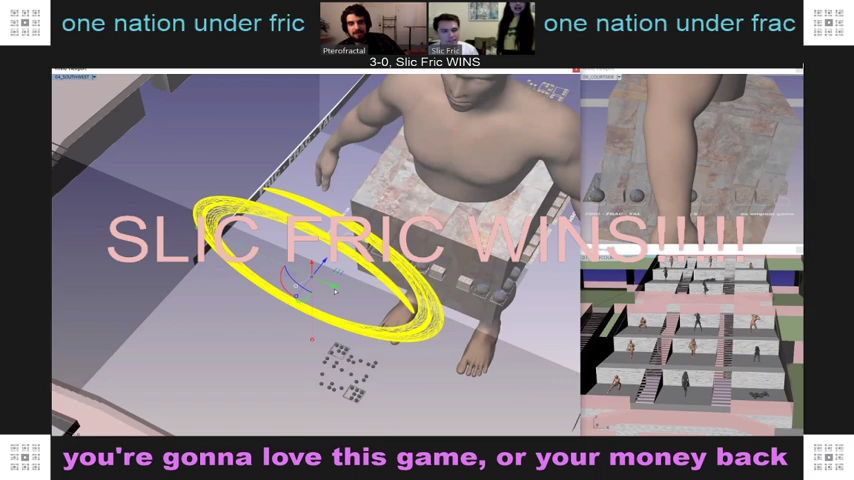 one nation under fric
one nation under frac
Pterofractal
Slic Fric
3-0, Slic Fric WINS
SLIC FRIC WINS!!!!!!
you're gonna love this game, or your money back